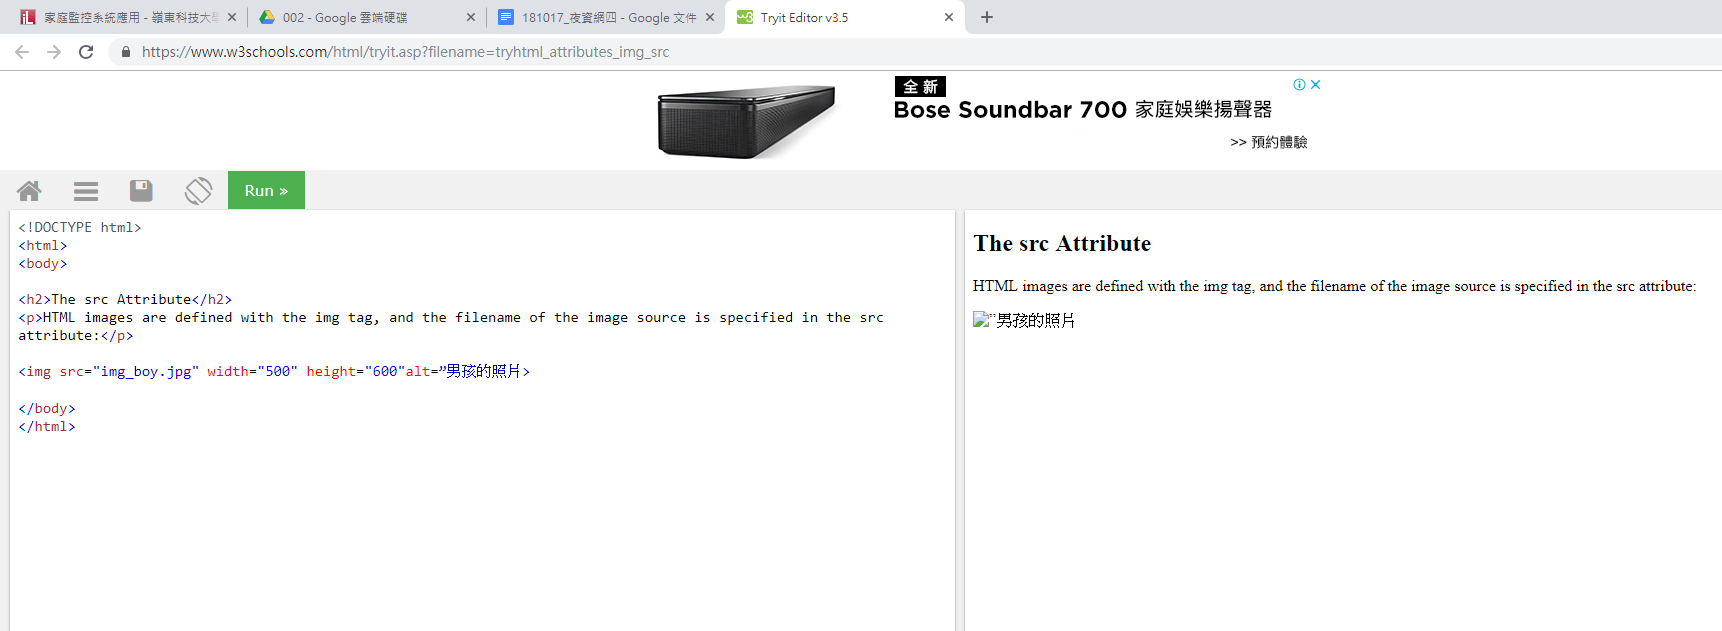 家庭監控系統應用 - 嶺東科技大學
002 - Google 雲端硬碟
181017_夜資網四 - Google 文件
Tryit Editor v3.5
https://www.w3schools.com/html/tryit.asp?filename=tryhtml_attributes_img_src
全新
Bose Soundbar 700 家庭娛樂揚聲器
>> 預約體驗
Run »
<!DOCTYPE html>
<html>
<body>
<h2>The src Attribute</h2>
<p>HTML images are defined with the img tag, and the filename of the image source is specified in the src
attribute:</p>
<img src="img_boy.jpg" width="500" height="600"alt=”男孩的照片>
</body>
</html>
The src Attribute
HTML images are defined with the img tag, and the filename of the image source is specified in the src attribute:
”男孩的照片